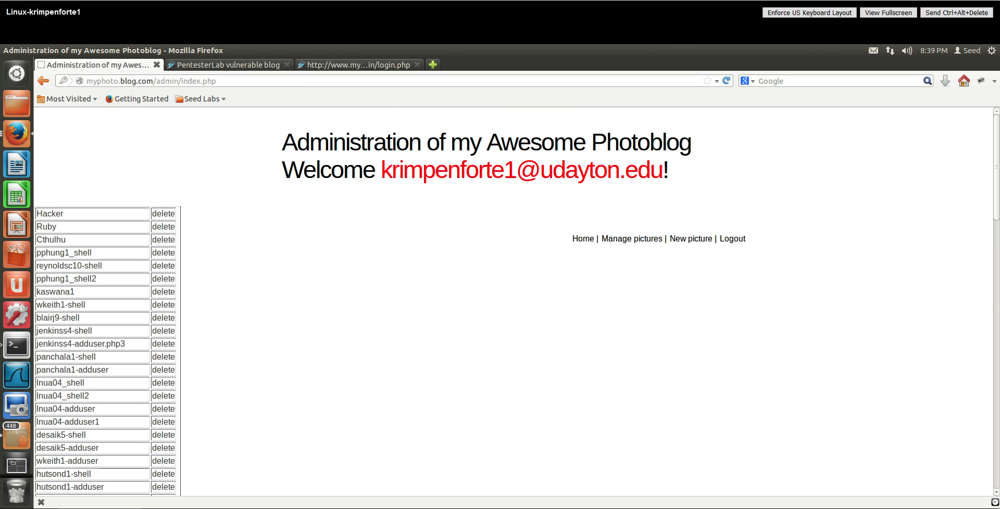 Linux-krimpenforte1
Enforce US Keyboard Layout View Fullscreen Send Ctrl+Alt+Delete
Administration of my Awesome Photoblog - Mozilla Firefox 8:39 PM Seed
Administration of my Awes... PentesterLab vulnerable blog http://www.my...in/login.php
myphoto.blog.com/admin/index.php 8 Google
Most Visited Getting Started Seed Labs
Administration of my Awesome Photoblog
Welcome krimpenforte1@udayton.edu!
Home | Manage pictures | New picture | Logout
Hacker delete
Ruby delete
Cthulhu delete
pphung1_shell delete
reynoldsc10-shell delete
pphung1_shell2 delete
kaswana1 delete
wkeith1-shell delete
blairj9-shell delete
jenkinss4-shell delete
jenkinss4-adduser.php3 delete
panchala1-shell delete
panchala1-adduser delete
lnua04_shell delete
lnua04_shell2 delete
lnua04-adduser delete
lnua04-adduser1 delete
desaik5-shell delete
desaik5-adduser delete
wkeith1-adduser delete
hutsond1-shell delete
hutsond1-adduser delete
448